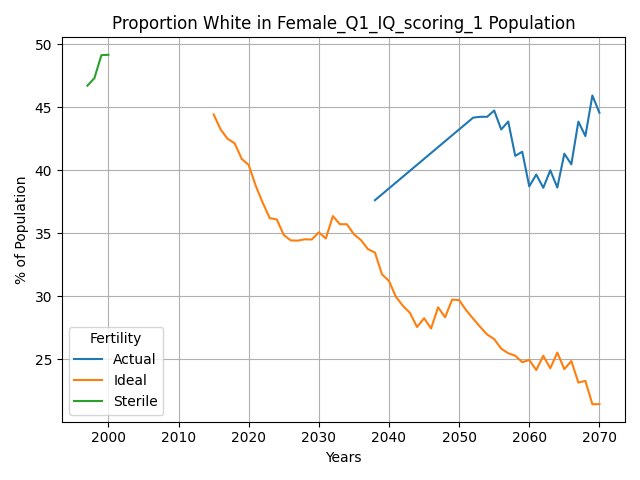 Proportion White in Female_Q1_IQ_scoring_1 Population
% of Population
50
45
40
35
30
25
Fertility
Actual
Ideal
Sterile
2000 2010 2020 2030 2040 2050 2060 2070
Years